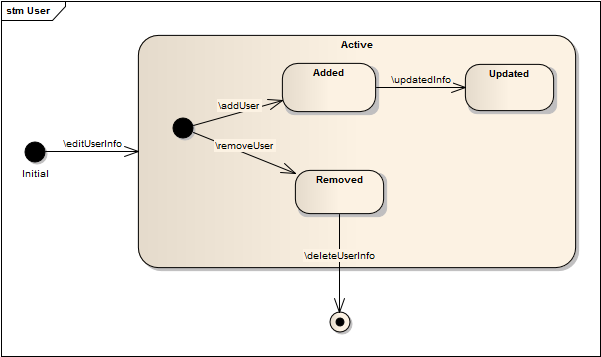 stm User
Active
Added
\updatedInfo
Updated
\addUser
\editUserInfo
\removeUser
Initial
Removed
\deleteUserInfo